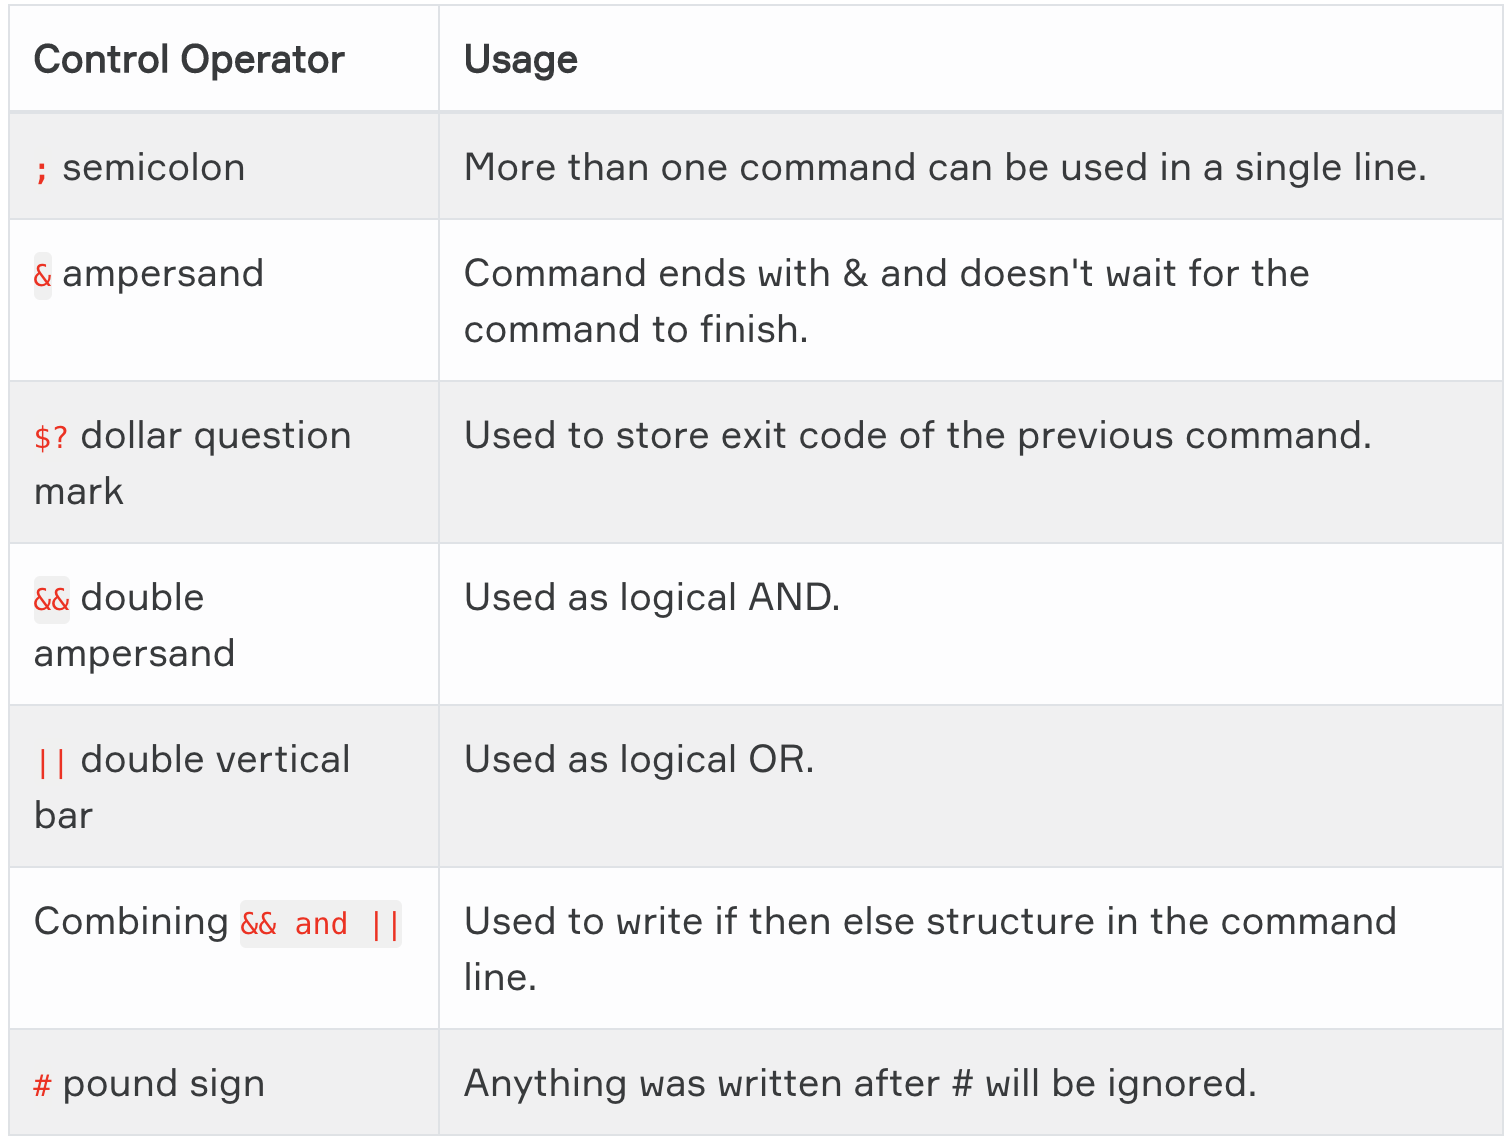 Control Operator Usage
; semicolon More than one command can be used in a single line.
& ampersand Command ends with & and doesn't wait for the
command to finish.
$? dollar question Used to store exit code of the previous command.
mark
&& double Used as logical AND.
ampersand
|| double vertical Used as logical OR.
bar
Combining && and || Used to write if then else structure in the command
line.
# pound sign Anything was written after # will be ignored.